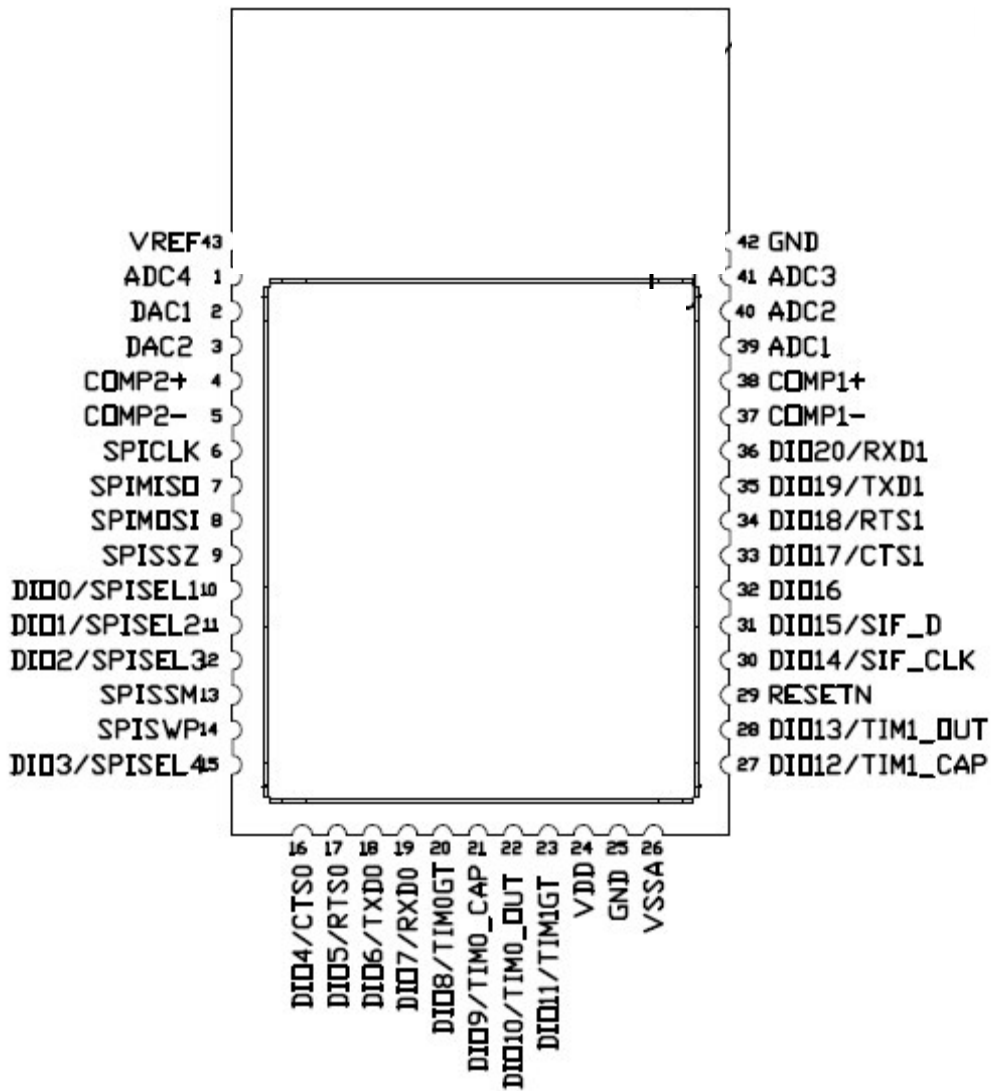 VREF 43
ADC4 1
DAC1 2
DAC2 3
COMP2+ 4
COMP2- 5
SPICLK 6
SPIMISO 7
SPIMOSI 8
SPISSZ 9
DIO0/SPISEL1 10
DIO1/SPISEL2 11
DIO2/SPISEL3 12
SPISSM 13
SPISWP 14
DIO3/SPISEL4 15
16 DIO4/CTS0
17 DIO5/RTS0
18 DIO6/TXD0
19 DIO7/RXD0
20 DIO8/TIM0GT
21 DIO9/TIM0_CAP
22 DIO10/TIM0_OUT
23 DIO11/TIM1GT
24 VDD
25 GND
26 VSSA
42 GND
41 ADC3
40 ADC2
39 ADC1
38 COMP1+
37 COMP1-
36 DIO20/RXD1
35 DIO19/TXD1
34 DIO18/RTS1
33 DIO17/CTS1
32 DIO16
31 DIO15/SIF_D
30 DIO14/SIF_CLK
29 RESETN
28 DIO13/TIM1_OUT
27 DIO12/TIM1_CAP